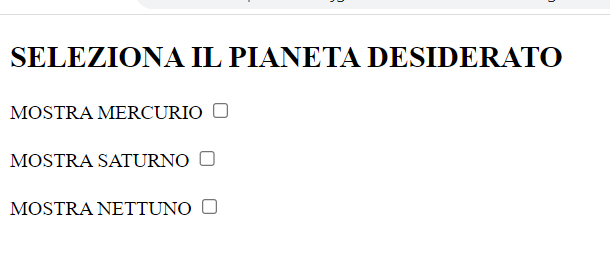 SELEZIONA IL PIANETA DESIDERATO
MOSTRA MERCURIO
MOSTRA SATURNO
MOSTRA NETTUNO